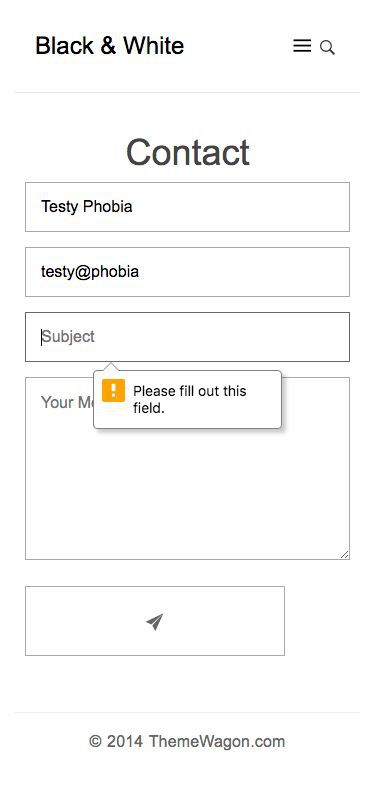 Black & White
Contact
Testy Phobia
testy@phobia
Subject
Please fill out this
field.
Your M
© 2014 ThemeWagon.com